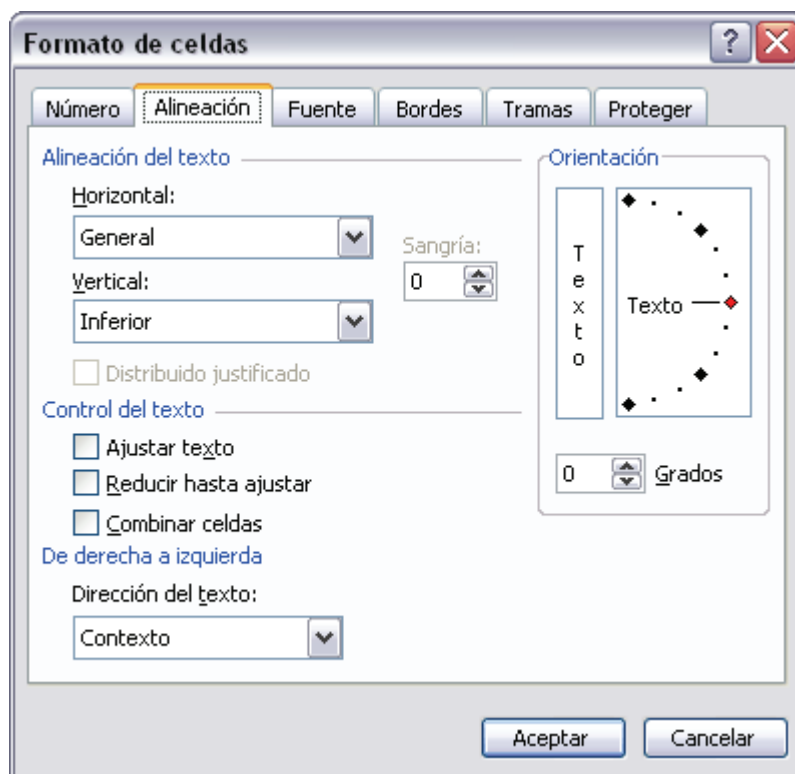 Formato de celdas
Número Alineación Fuente Bordes Tramas Proteger
Alineación del texto
Horizontal:
General
Sangría:
0
Vertical:
Inferior
Distribuido justificado
Control del texto
Ajustar texto
Reducir hasta ajustar
Combinar celdas
De derecha a izquierda
Dirección del texto:
Contexto
Orientación
Texto
Texto
0 Grados
Aceptar Cancelar